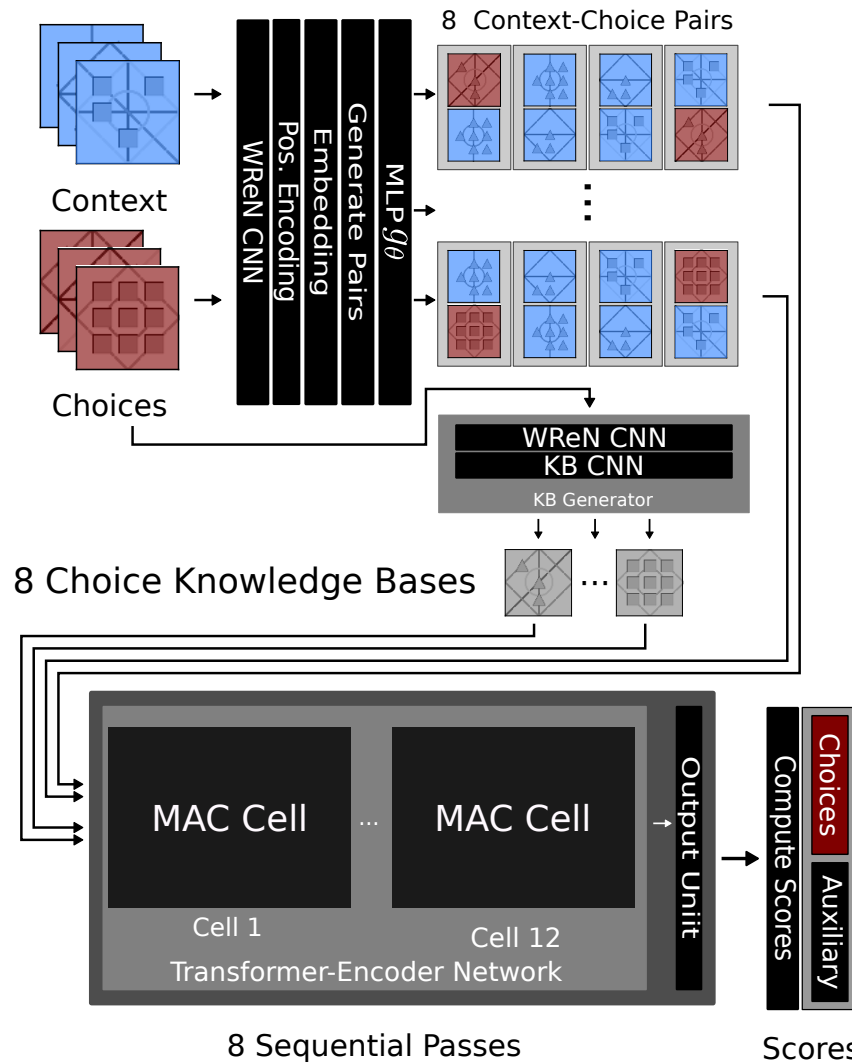 8 Context-Choice Pairs
Context
Choices
WReN CNN
Pos. Encoding
Embedding
Generate Pairs
MLP gθ
⋮
WReN CNN
KB CNN
KB Generator
8 Choice Knowledge Bases
...
MAC Cell
...
MAC Cell
Cell 1
Cell 12
Transformer-Encoder Network
Output Uniit
Compute Scores
Choices
Auxiliary
8 Sequential Passes
Scores